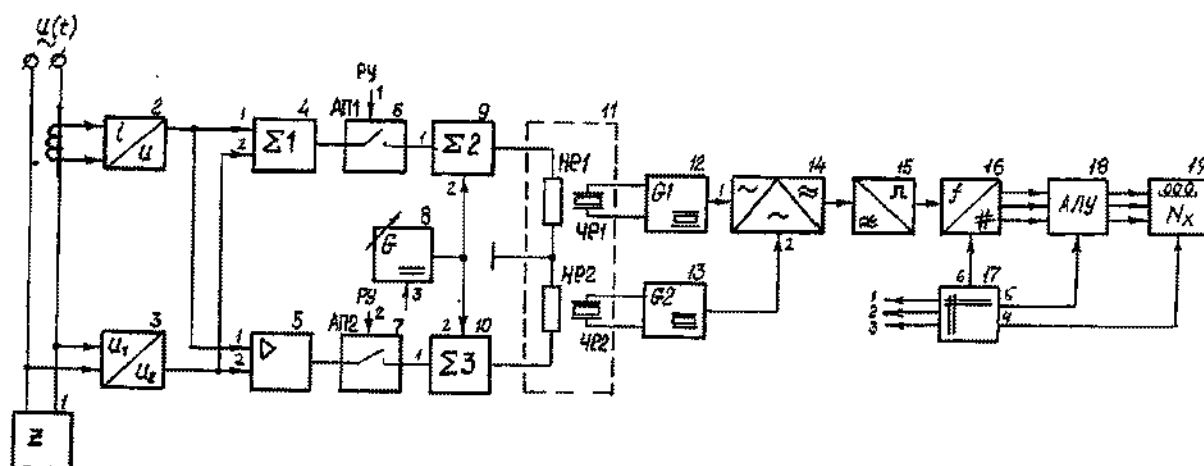 u(t)
1
Z
2
i
u
3
u₁
u₂
1
2
4
Σ1
1
2
5
▷
РУ
1
АП1
6
РУ
2
АП2
7
8
G
3
1
9
Σ2
2
2
10
1
Σ3
11
НР1
ЧР1
НР2
ЧР2
12
G1
13
G2
1
14
~
≈
~
2
15
⎍
≈
16
f
#
6
17
1
2
3
5
4
18
АЛУ
19
Nx